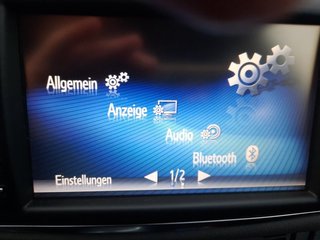 Allgemein
Anzeige
Audio
Bluetooth
Einstellungen 1/2